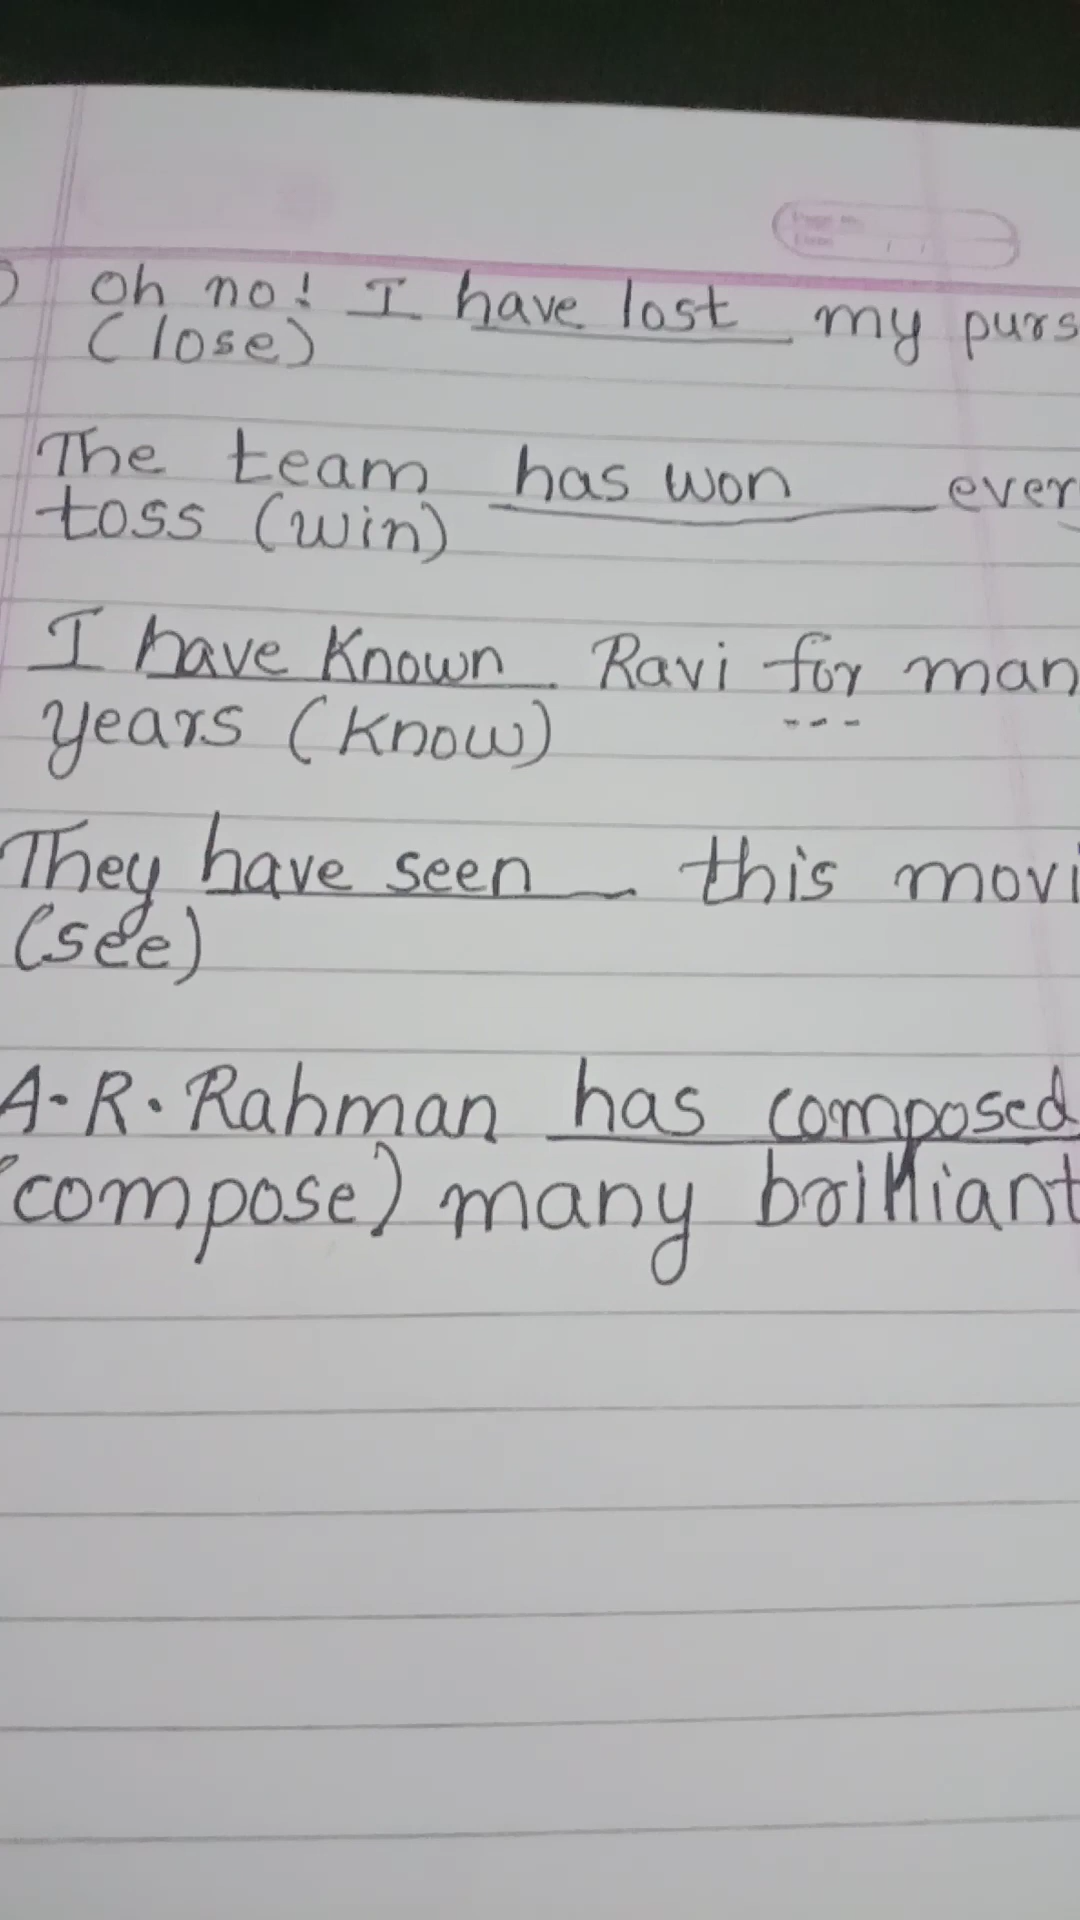 Oh no! I have lost my purs
(lose)
The team has won ever
toss (win)
I have known Ravi for man
years (know)
They have seen this movi
(see)
A.R. Rahman has composed
(compose) many brilliant